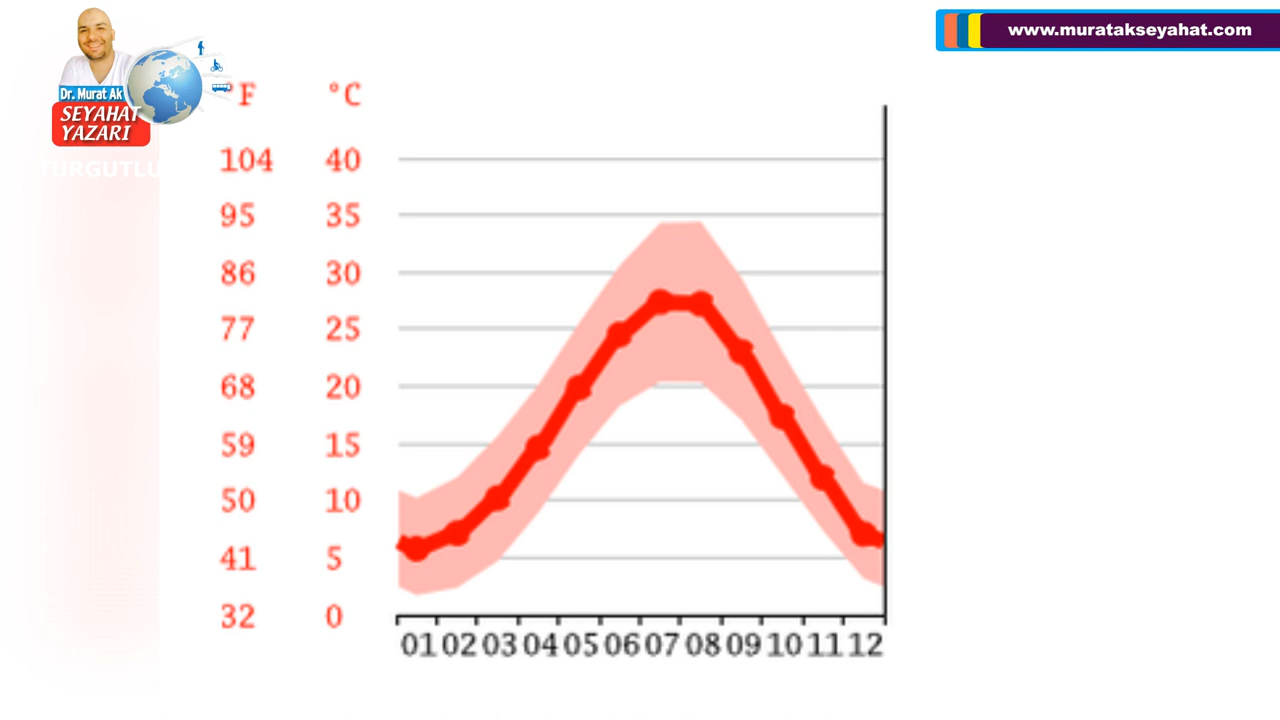 www.muratakseyahat.com
Dr. Murat Ak
SEYAHAT
YAZARI
TURGUTLU
°F °C
104 40
95 35
86 30
77 25
68 20
59 15
50 10
41 5
32 0
01 02 03 04 05 06 07 08 09 10 11 12